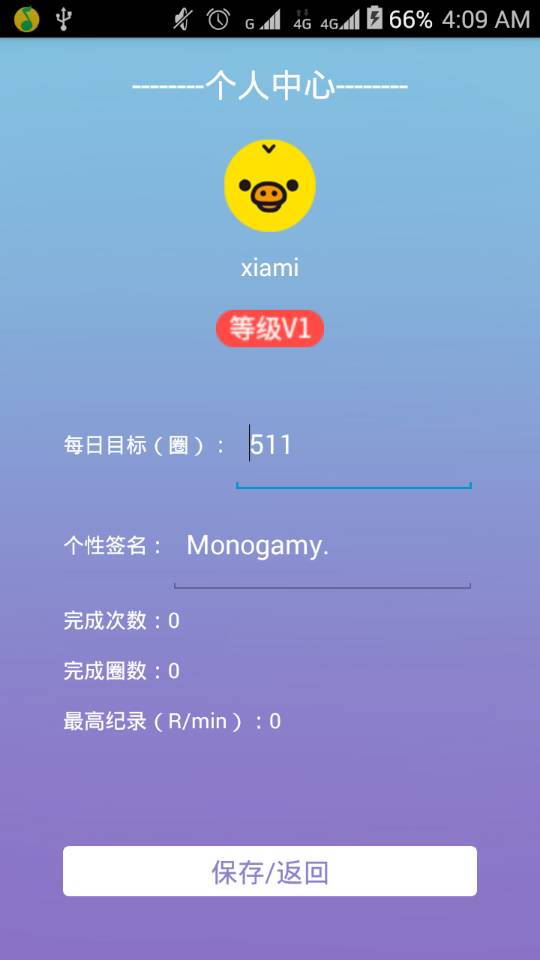 G 4G 4G 66% 4:09 AM
--------个人中心--------
xiami
等级V1
每日目标（圈）： 511
个性签名： Monogamy.
完成次数：0
完成圈数：0
最高纪录（R/min）：0
保存/返回